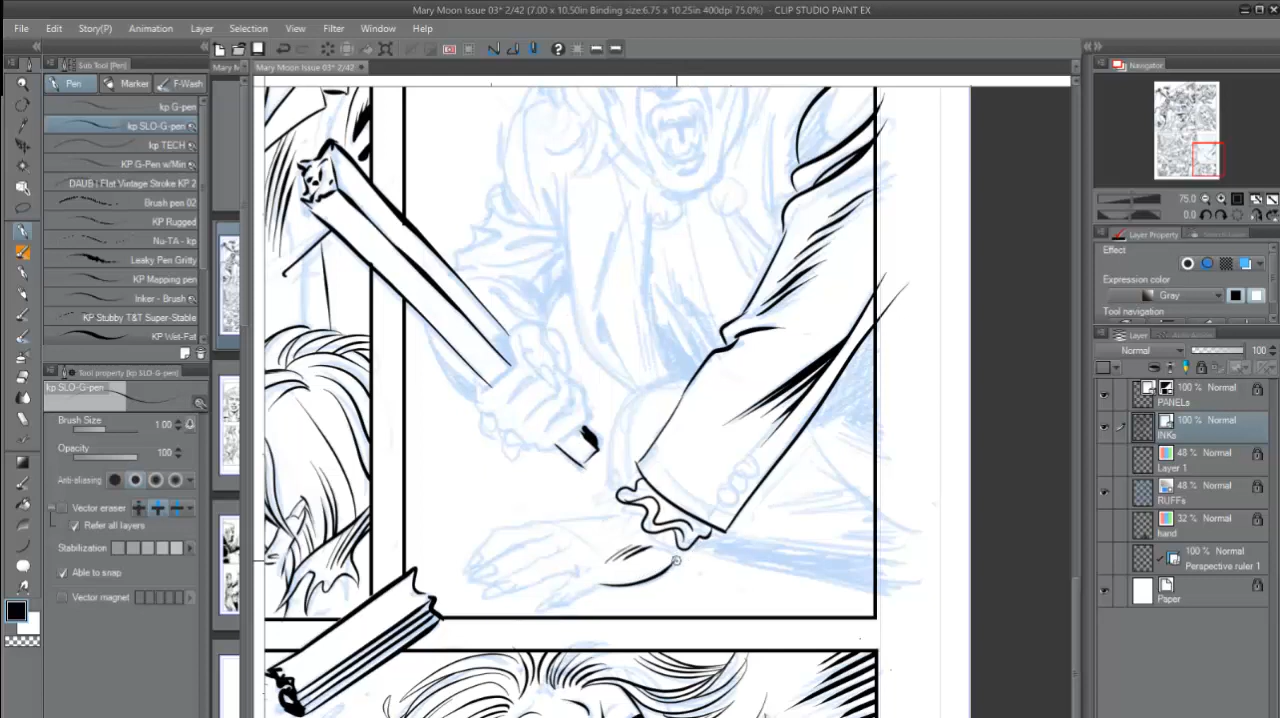 Mary Moon Issue 03* 2/42 (7.00 x 10.50in Binding size:6.75 x 10.25in 400dpi 75.0%) - CLIP STUDIO PAINT EX
File Edit Story(P) Animation Layer Selection View Filter Window Help
Sub Tool [Pen]
Mary M
Mary Moon Issue 03* 2/42
Navigator
Pen Marker F-Wash
kp G-pen
kp SLO-G-pen
kp TECH
KP G-Pen w/Min
DAUB | Flat Vintage Stroke KP 2
Brush pen 02
KP Rugged
Nu-TA - kp
Leaky Pen Gritty
KP Mapping pen
Inker - Brush
KP Stubby T&T Super-Stable
KP Wet-Fat
Tool property [kp SLO-G-pen]
kp SLO-G-pen
Brush Size 1.00
Opacity 100
Anti-aliasing
Vector eraser
Refer all layers
Stabilization
Able to snap
Vector magnet
75.0
0.0
Layer Property
Effect
Expression color
Gray
Tool navigation
Layer
Normal 100
100 % Normal
PANELs
100 % Normal
INKs
48 % Normal
Layer 1
48 % Normal
RUFFs
32 % Normal
hand
100 % Normal
Perspective ruler 1
Paper